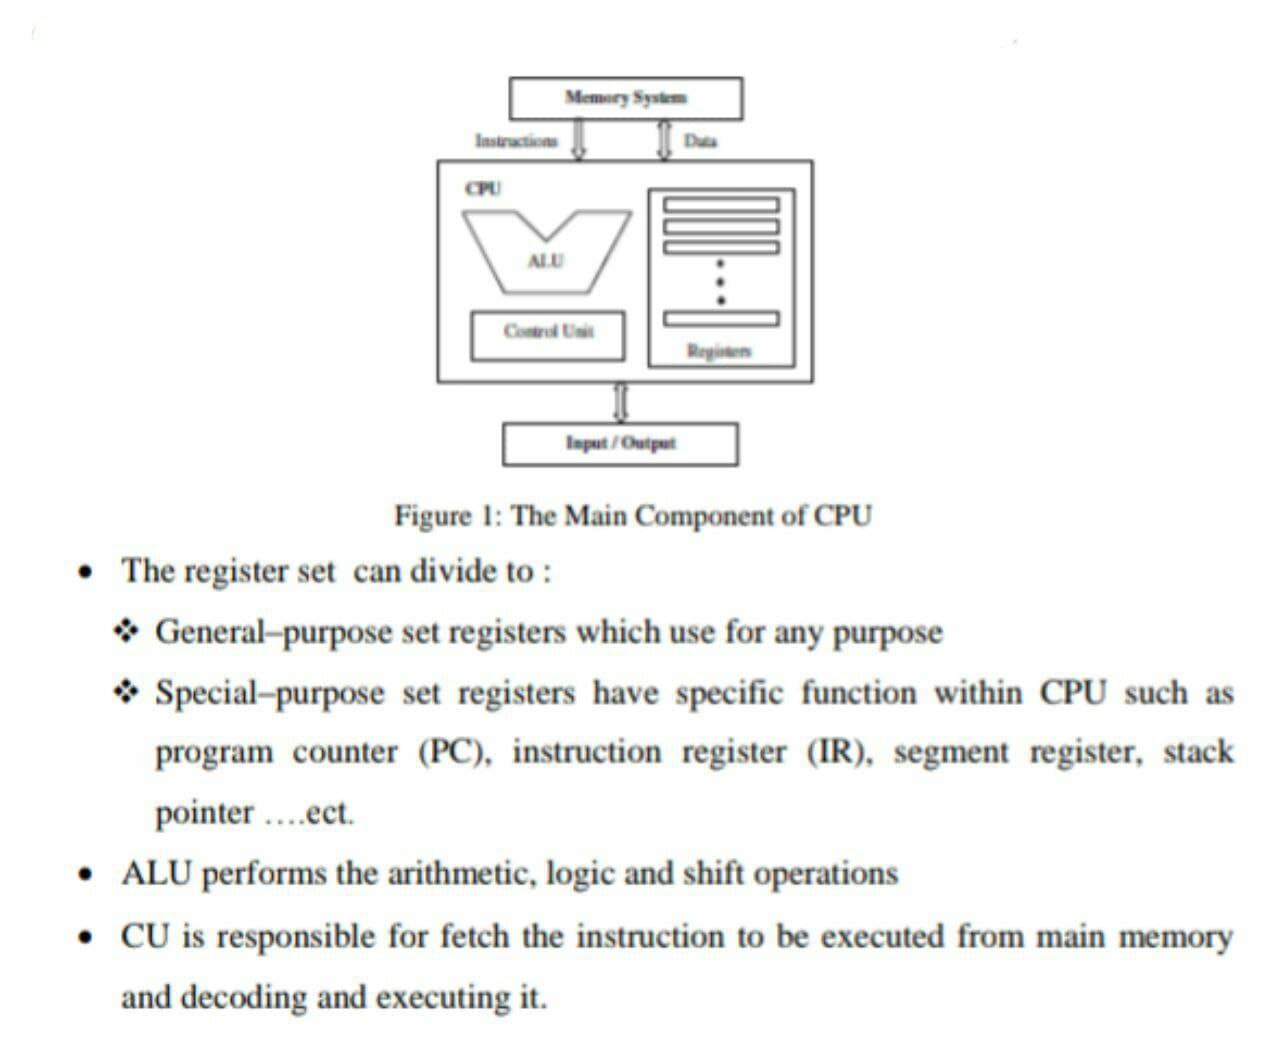 Memory System
Instructions
Data
CPU
ALU
Control Unit
Registers
Input / Output
Figure 1: The Main Component of CPU
• The register set can divide to :
❖ General–purpose set registers which use for any purpose
❖ Special–purpose set registers have specific function within CPU such as
program counter (PC), instruction register (IR), segment register, stack
pointer ….ect.
• ALU performs the arithmetic, logic and shift operations
• CU is responsible for fetch the instruction to be executed from main memory
and decoding and executing it.